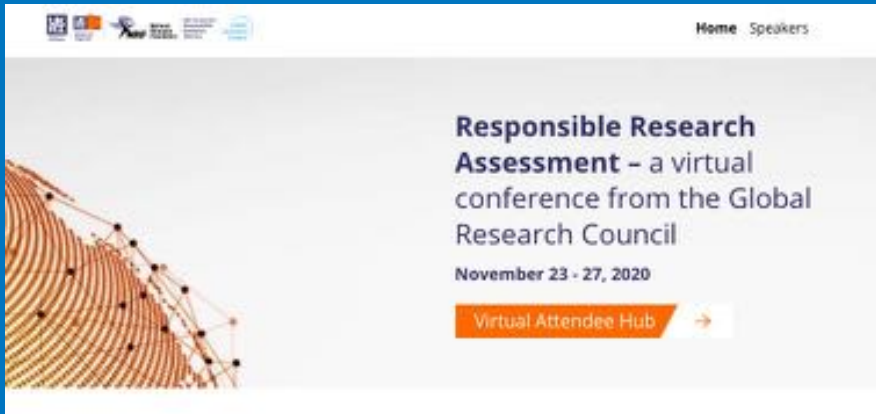 Home Speakers
Responsible Research
Assessment – a virtual
conference from the Global
Research Council
November 23 - 27, 2020
Virtual Attendee Hub →